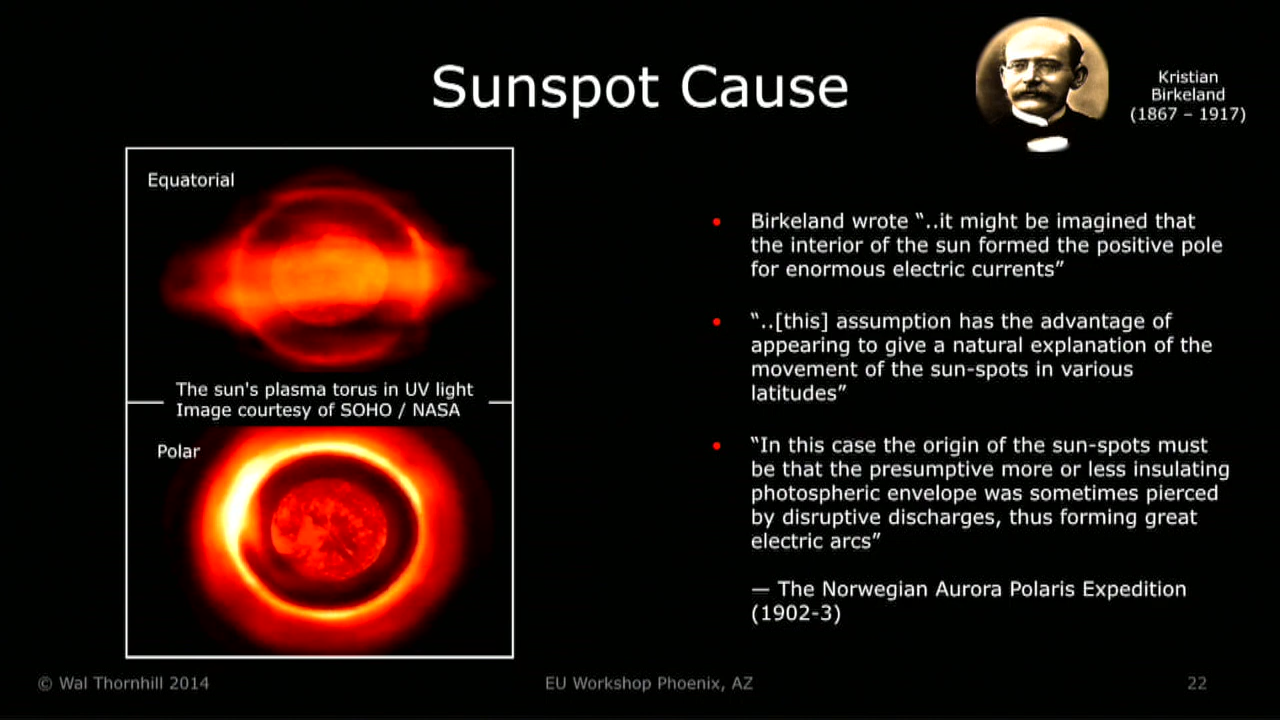 Sunspot Cause
Kristian
Birkeland
(1867 – 1917)
Equatorial
The sun's plasma torus in UV light
Image courtesy of SOHO / NASA
Polar
• Birkeland wrote “..it might be imagined that
the interior of the sun formed the positive pole
for enormous electric currents”
• “..[this] assumption has the advantage of
appearing to give a natural explanation of the
movement of the sun-spots in various
latitudes”
• “In this case the origin of the sun-spots must
be that the presumptive more or less insulating
photospheric envelope was sometimes pierced
by disruptive discharges, thus forming great
electric arcs”
— The Norwegian Aurora Polaris Expedition
(1902-3)
© Wal Thornhill 2014
EU Workshop Phoenix, AZ
22